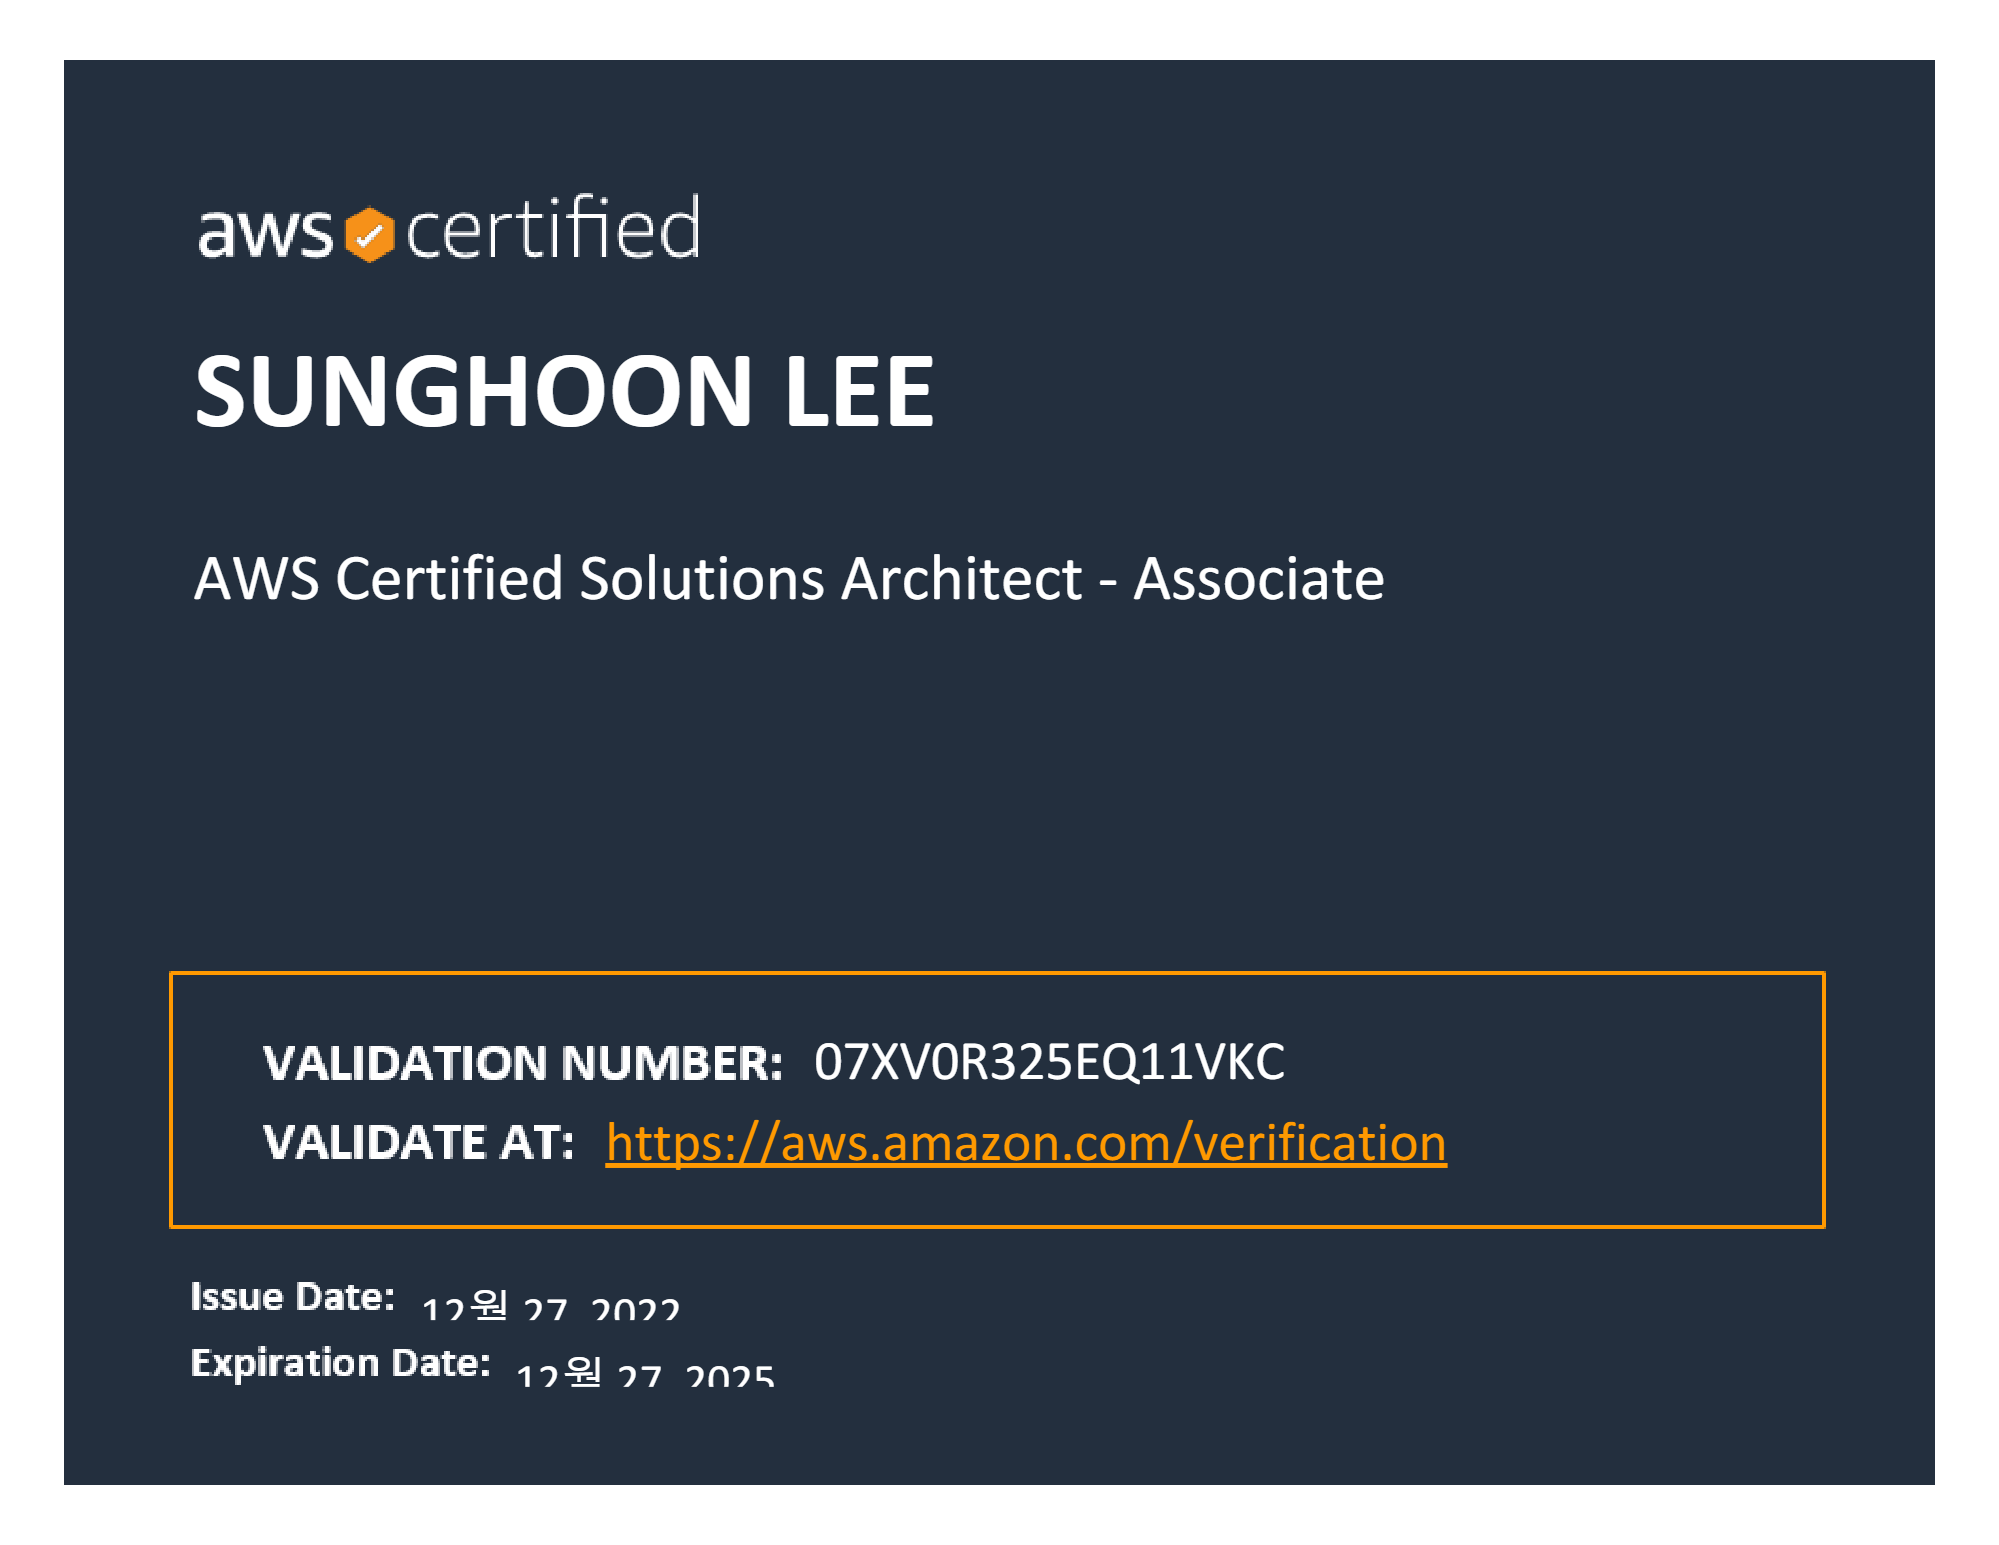 aws certified
SUNGHOON LEE
AWS Certified Solutions Architect - Associate
VALIDATION NUMBER: 07XV0R325EQ11VKC
VALIDATE AT: https://aws.amazon.com/verification
Issue Date: 12월 27, 2022
Expiration Date: 12월 27, 2025